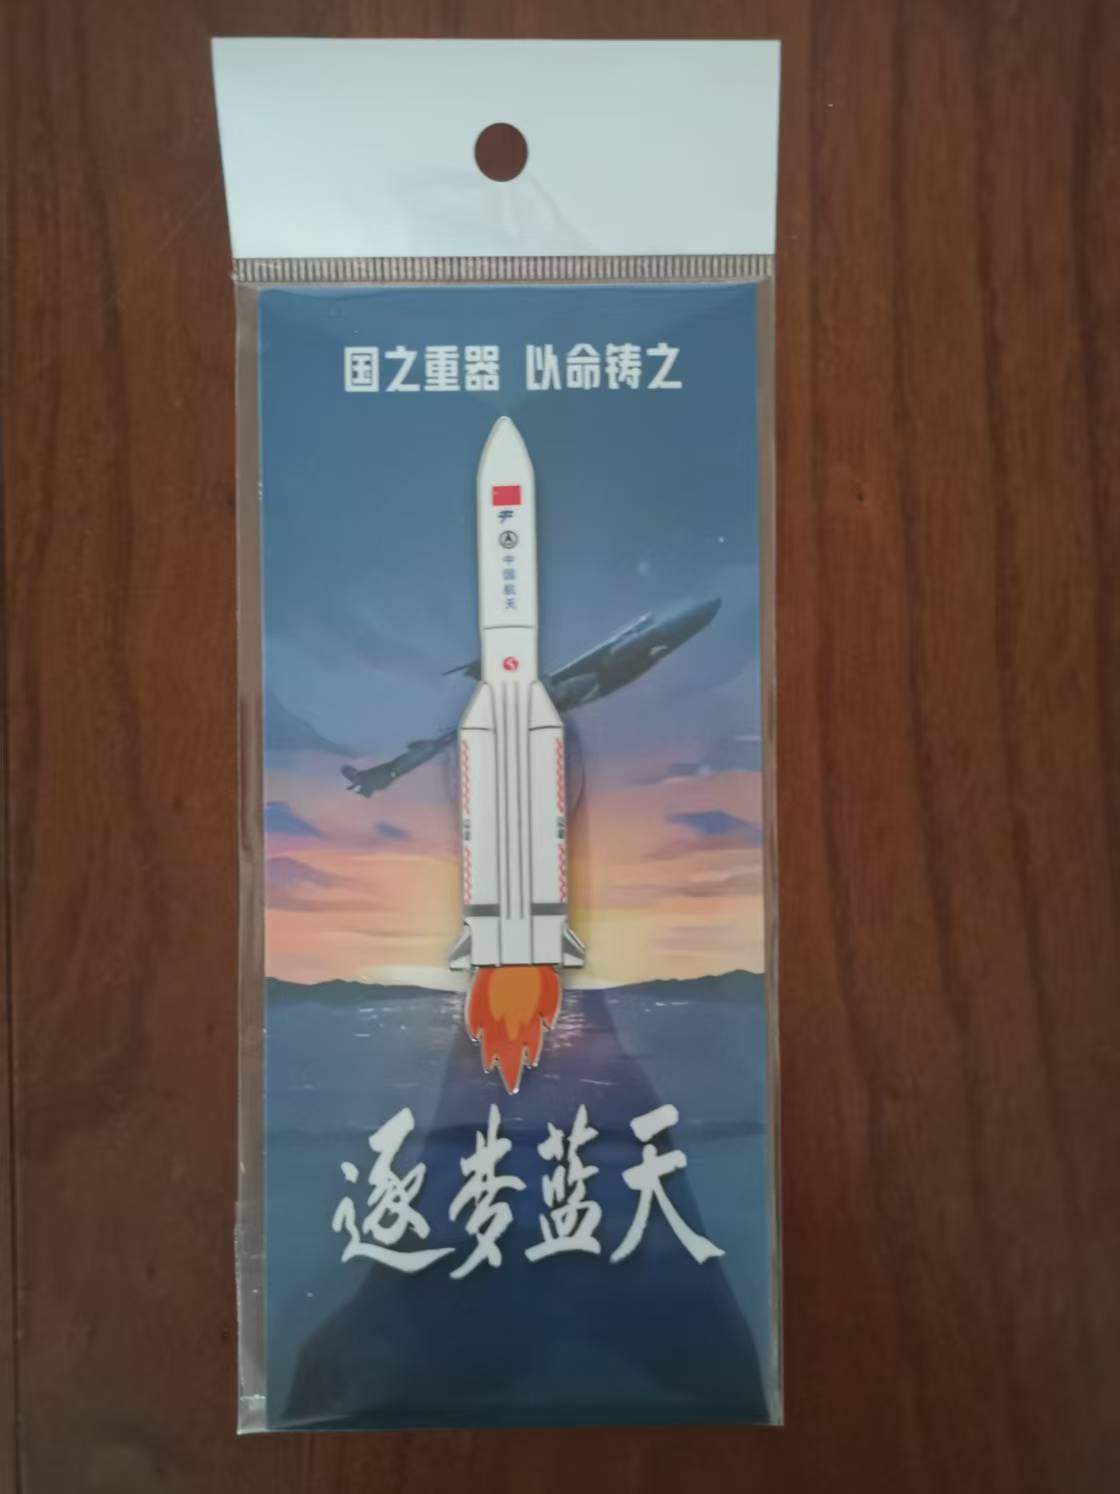 国之重器 以命铸之
中国航天
逐梦蓝天